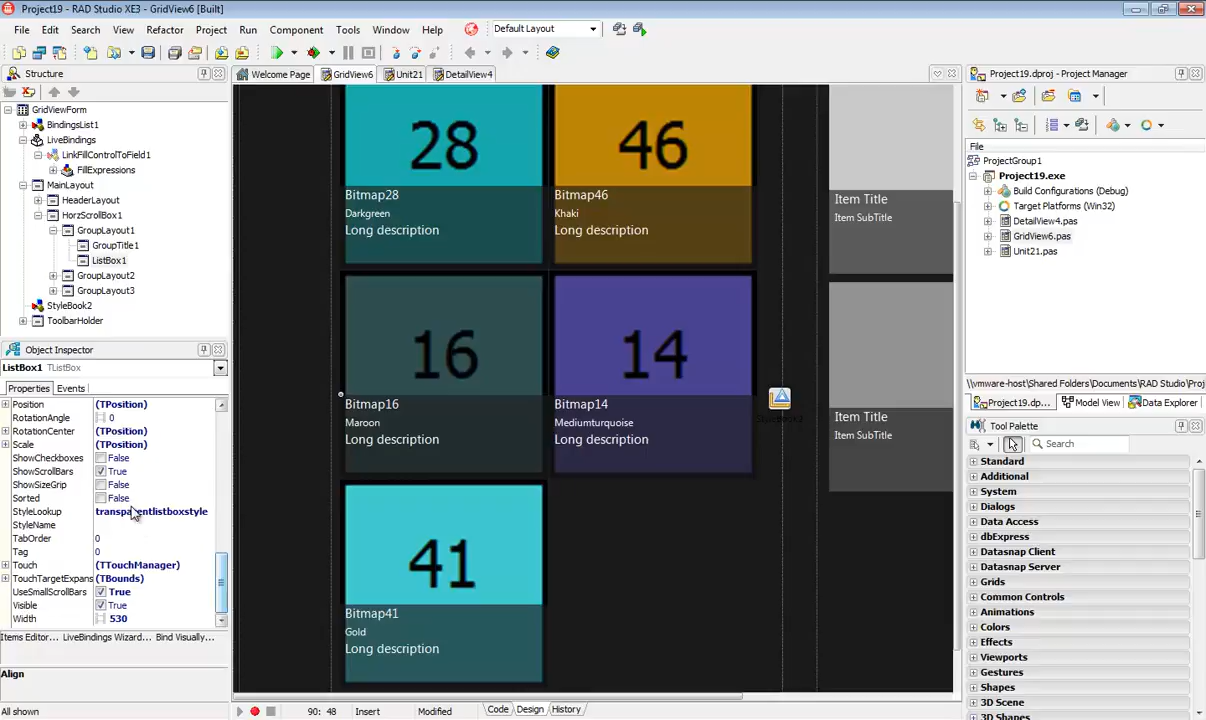 Project19 - RAD Studio XE3 - GridView6 [Built]
File Edit Search View Refactor Project Run Component Tools Window Help Default Layout
Structure
Welcome Page GridView6 Unit21 DetailView4
Project19.dproj - Project Manager
GridViewForm
BindingsList1
LiveBindings
LinkFillControlToField1
FillExpressions
MainLayout
HeaderLayout
HorzScrollBox1
GroupLayout1
GroupTitle1
ListBox1
GroupLayout2
GroupLayout3
StyleBook2
ToolbarHolder
Object Inspector
ListBox1 TListBox
Properties Events
Position (TPosition)
RotationAngle 0
RotationCenter (TPosition)
Scale (TPosition)
ShowCheckboxes False
ShowScrollBars True
ShowSizeGrip False
Sorted False
StyleLookup transparentlistboxstyle
StyleName
TabOrder 0
Tag 0
Touch (TTouchManager)
TouchTargetExpans (TBounds)
UseSmallScrollBars True
Visible True
Width 530
Items Editor... LiveBindings Wizard... Bind Visually...
Align
All shown
28 46
Bitmap28 Bitmap46
Darkgreen Khaki
Long description Long description
16 14
Bitmap16 Bitmap14
Maroon Mediumturquoise
Long description Long description
41
Bitmap41
Gold
Long description
Item Title
Item SubTitle
Item Title
Item SubTitle
90: 48 Insert Modified Code Design History
File
ProjectGroup1
Project19.exe
Build Configurations (Debug)
Target Platforms (Win32)
DetailView4.pas
GridView6.pas
Unit21.pas
\\vmware-host\Shared Folders\Documents\RAD Studio\Proj
Project19.dp... Model View Data Explorer
Tool Palette
Search
Standard
Additional
System
Dialogs
Data Access
dbExpress
Datasnap Client
Datasnap Server
Grids
Common Controls
Animations
Colors
Effects
Viewports
Gestures
Shapes
3D Scene
3D Shapes